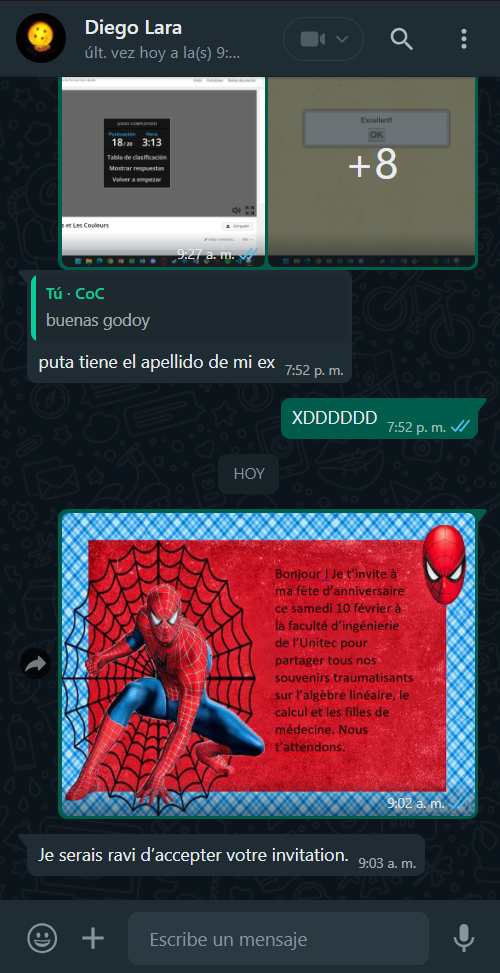 Diego Lara
últ. vez hoy a la(s) 9:...
JUEGO COMPLETADO
Puntuación Hora
18/20 3:13
Tabla de clasificación
Mostrar respuestas
Volver a empezar
s et Les Couleurs
Compartir
9:27 a. m.
Excellent!
OK
+8
Tú · CoC
buenas godoy
puta tiene el apellido de mi ex
7:52 p. m.
XDDDDDD
7:52 p. m.
HOY
Bonjour ! Je t'invite à
ma fête d'anniversaire
ce samedi 10 février à
la faculté d'ingénierie
de l'Unitec pour
partager tous nos
souvenirs traumatisants
sur l'algèbre linéaire, le
calcul et les filles de
médecine. Nous
t'attendons.
9:02 a. m.
Je serais ravi d'accepter votre invitation.
9:03 a. m.
Escribe un mensaje